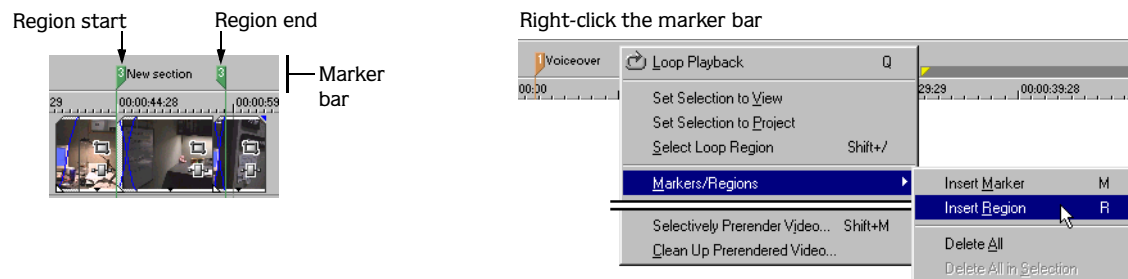 Region start
Region end
3 New section 3
Marker
bar
29 00:00:44:28 00:00:59
Right-click the marker bar
1 Voiceover
00:00
29:29 00:00:39:28
Loop Playback Q
Set Selection to View
Set Selection to Project
Select Loop Region Shift+/
Markers/Regions
Selectively Prerender Video... Shift+M
Clean Up Prerendered Video...
Insert Marker M
Insert Region R
Delete All
Delete All in Selection